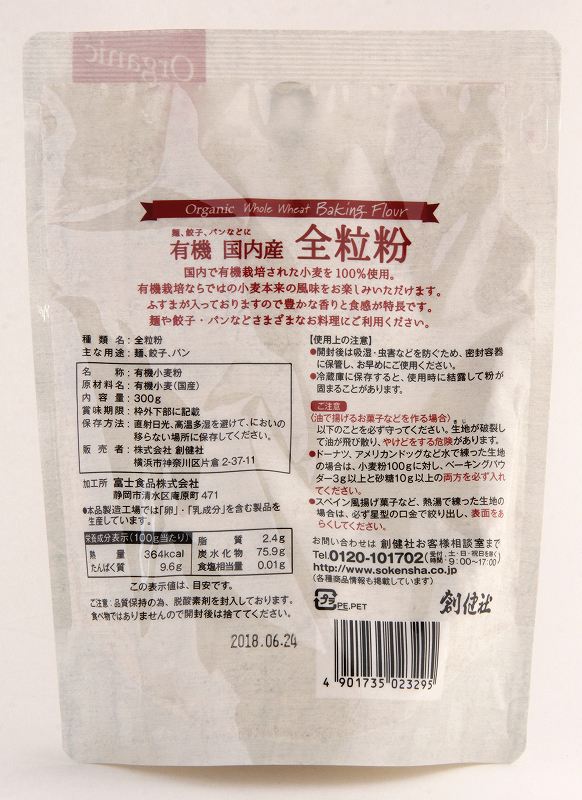 Organic
Organic Whole Wheat Baking Flour
麺、餃子、パンなどに
有機 国内産 全粒粉
国内で有機栽培された小麦を100%使用。
有機栽培ならではの小麦本来の風味をお楽しみいただけます。
ふすまが入っておりますので豊かな香りと食感が特長です。
麺や餃子・パンなどさまざまなお料理にご利用ください。
種 類 名:全粒粉
主な用途:麺、餃子、パン
名 称:有機小麦粉
原材料名:有機小麦(国産)
内 容 量:300g
賞味期限:枠外下部に記載
保存方法:直射日光、高温多湿を避けて、においの
移らない場所に保存してください。
販 売 者:株式会社 創健社
横浜市神奈川区片倉 2-37-11
加工所 富士食品株式会社
静岡市清水区庵原町 471
●本品製造工場では「卵」・「乳成分」を含む製品を
生産しています。
栄養成分表示(100g当たり)
熱 量 364kcal
たんぱく質 9.6g
脂 質 2.4g
炭水化物 75.9g
食塩相当量 0.01g
この表示値は、目安です。
ご注意:品質保持の為、脱酸素剤を封入しております。
食べ物ではありませんので開封後は捨ててください。
2018.06.24
【使用上の注意】
●開封後は吸湿・虫害などを防ぐため、密封容器
に保管し、お早めにご使用ください。
●冷蔵庫に保存すると、使用時に結露して粉が
固まることがあります。
ご注意
〈油で揚げるお菓子などを作る場合〉
以下のことを必ず守ってください。生地が破裂し
て油が飛び散り、やけどをする危険があります。
●ドーナツ、アメリカンドックなど水で練った生地
の場合は、小麦粉100gに対し、ベーキングパウ
ダー3g以上と砂糖10g以上の両方を必ず入れ
てください。
●スペイン風揚げ菓子など、熱湯で練った生地の
場合は、必ず星型の口金で絞り出し、表面をあ
らくしてください。
お問い合わせは 創健社お客様相談室まで
Tel.0120-101702 (受付,土・日・祝日を除く 時間:9:00〜17:00)
http://www.sokensha.co.jp
(各種商品情報も掲載しています)
プラ
PE,PET
創健社
4 901735 023295